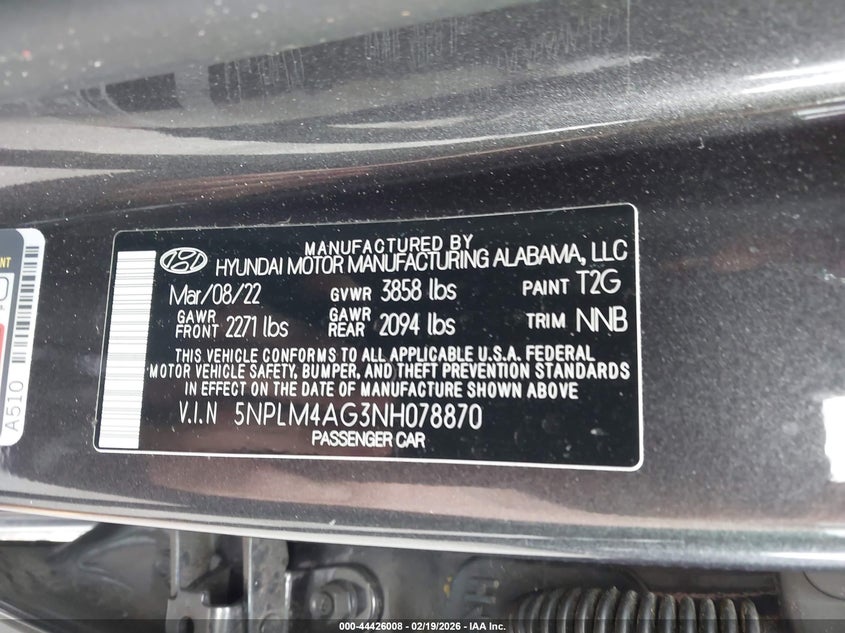 MANUFACTURED BY
HYUNDAI MOTOR MANUFACTURING ALABAMA, LLC
Mar/08/22 GVWR 3858 lbs PAINT T2G
GAWR FRONT 2271 lbs GAWR REAR 2094 lbs TRIM NNB
THIS VEHICLE CONFORMS TO ALL APPLICABLE U.S.A. FEDERAL
MOTOR VEHICLE SAFETY, BUMPER, AND THEFT PREVENTION STANDARDS
IN EFFECT ON THE DATE OF MANUFACTURE SHOWN ABOVE
V.I.N 5NPLM4AG3NH078870
PASSENGER CAR
A510
000-44426008 - 02/19/2026 - IAA Inc.